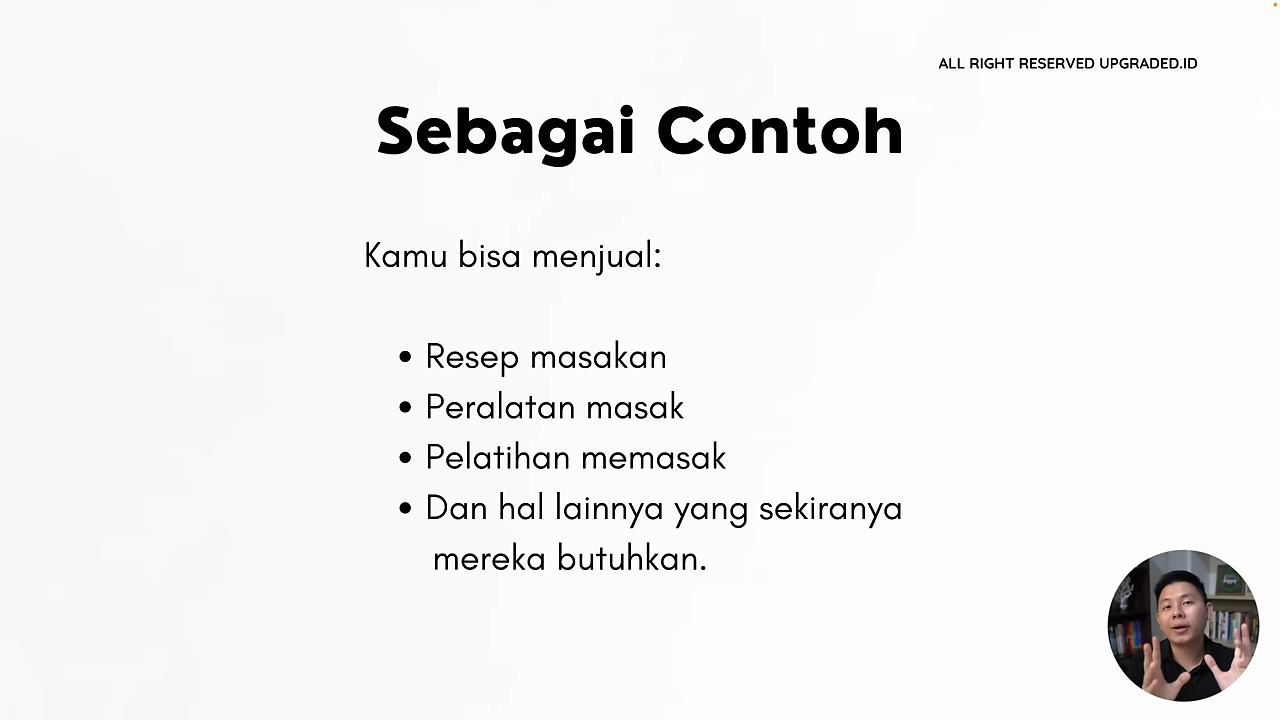 ALL RIGHT RESERVED UPGRADED.ID
Sebagai Contoh
Kamu bisa menjual:
• Resep masakan
• Peralatan masak
• Pelatihan memasak
• Dan hal lainnya yang sekiranya
mereka butuhkan.